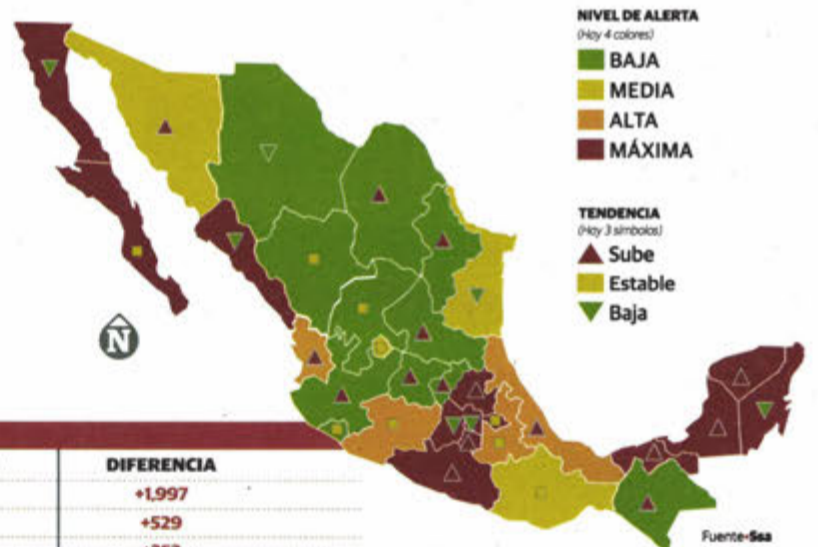 NIVEL DE ALERTA
(Hay 4 colores)
BAJA
MEDIA
ALTA
MÁXIMA
TENDENCIA
(Hay 3 símbolos)
Sube
Estable
Baja
N
DIFERENCIA
+1,997
+529
Fuente•Ssa